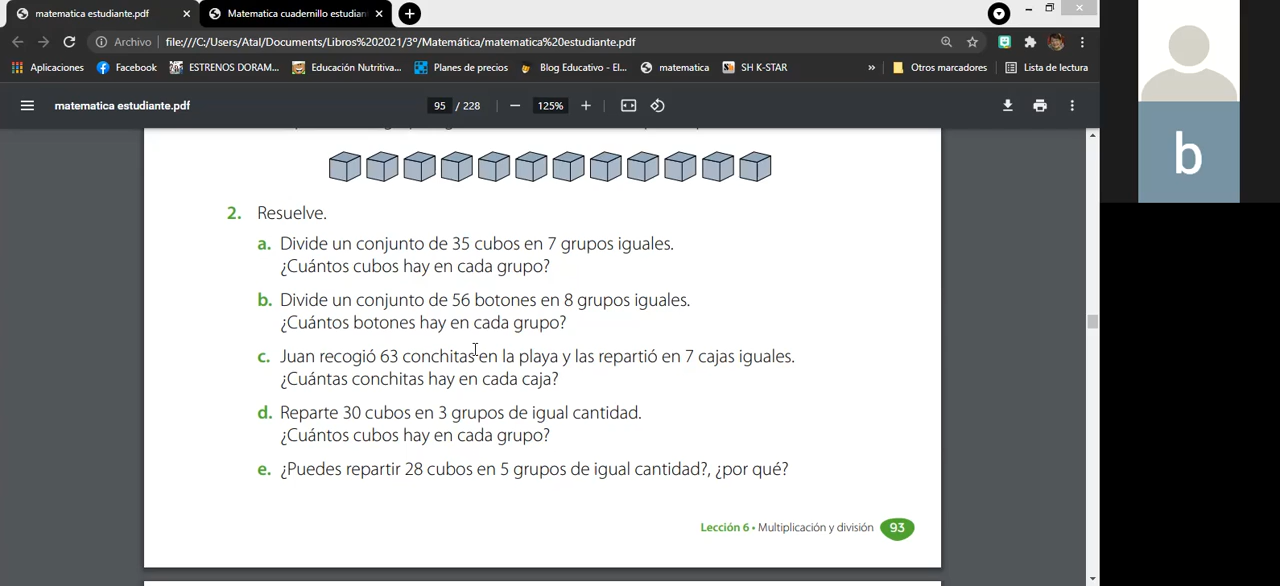 matematica estudiante.pdf
Matematica cuadernillo estudian
Archivo
file:///C:/Users/Atal/Documents/Libros%202021/3º/Matemática/matematica%20estudiante.pdf
Aplicaciones Facebook ESTRENOS DORAM... Educación Nutritiva... Planes de precios Blog Educativo - El... matematica SH K-STAR » Otros marcadores Lista de lectura
matematica estudiante.pdf 95 / 228 125%
b
2. Resuelve.
a. Divide un conjunto de 35 cubos en 7 grupos iguales.
¿Cuántos cubos hay en cada grupo?
b. Divide un conjunto de 56 botones en 8 grupos iguales.
¿Cuántos botones hay en cada grupo?
c. Juan recogió 63 conchitas en la playa y las repartió en 7 cajas iguales.
¿Cuántas conchitas hay en cada caja?
d. Reparte 30 cubos en 3 grupos de igual cantidad.
¿Cuántos cubos hay en cada grupo?
e. ¿Puedes repartir 28 cubos en 5 grupos de igual cantidad?, ¿por qué?
Lección 6 • Multiplicación y división 93